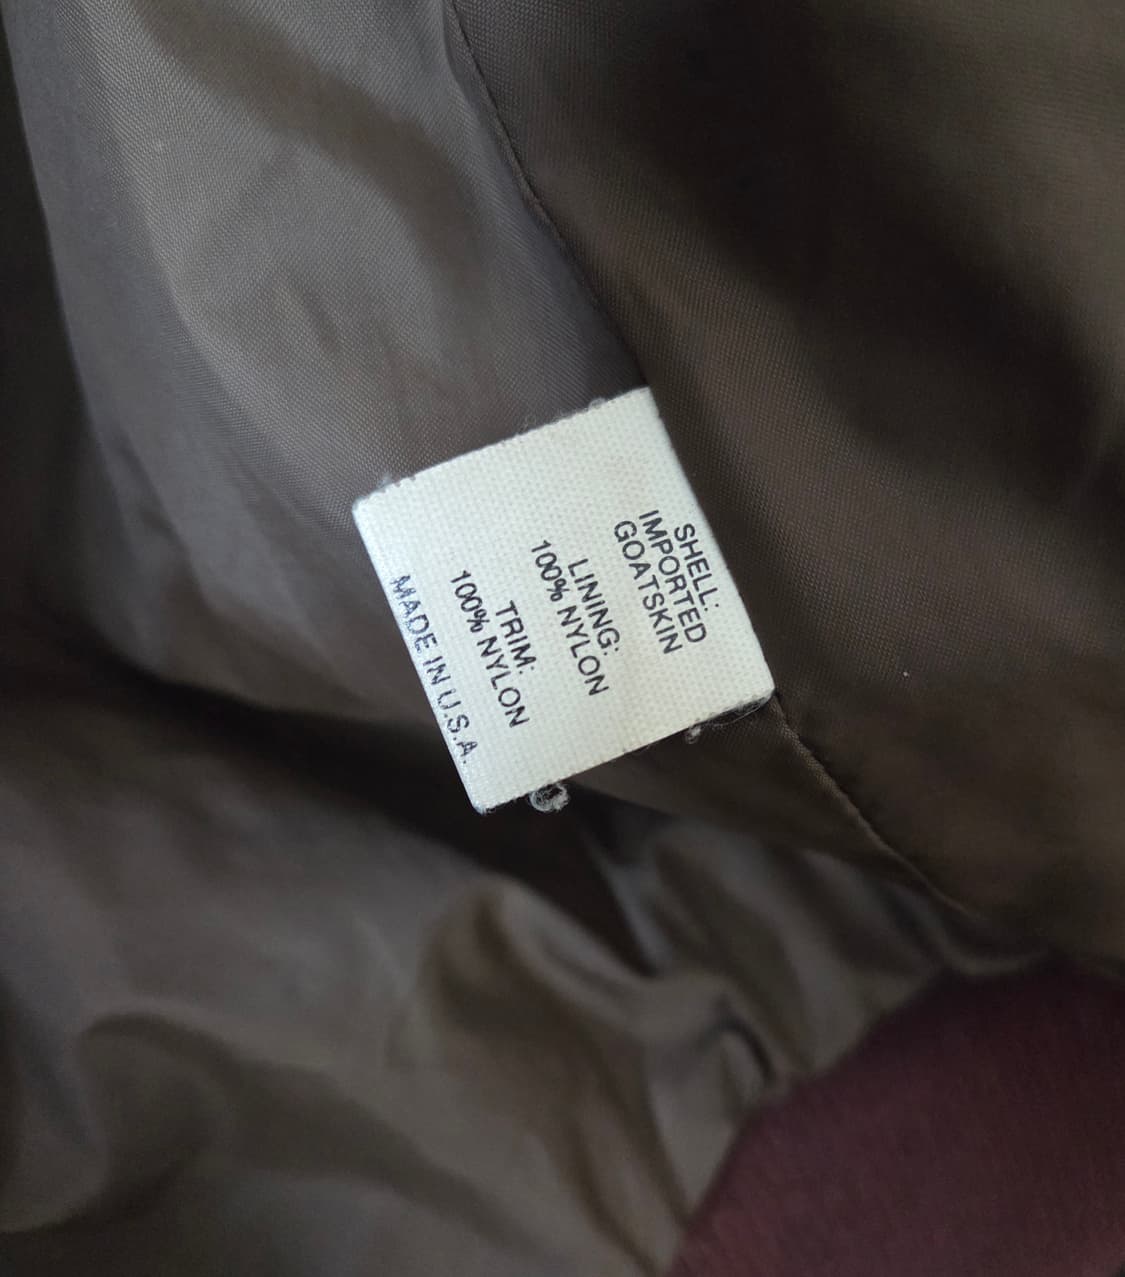 SHELL:
IMPORTED
GOATSKIN
LINING:
100% NYLON
TRIM:
100% NYLON
MADE IN U.S.A.